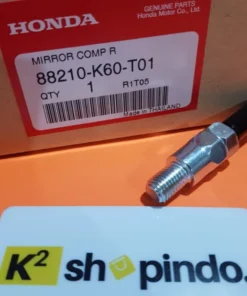 HONDA
GENUINE PARTS
Honda Motor Co., Ltd.
MIRROR COMP R
88210-K60-T01
QTY 1 R1T05
MADE IN THAILAND
K2 shopindo.